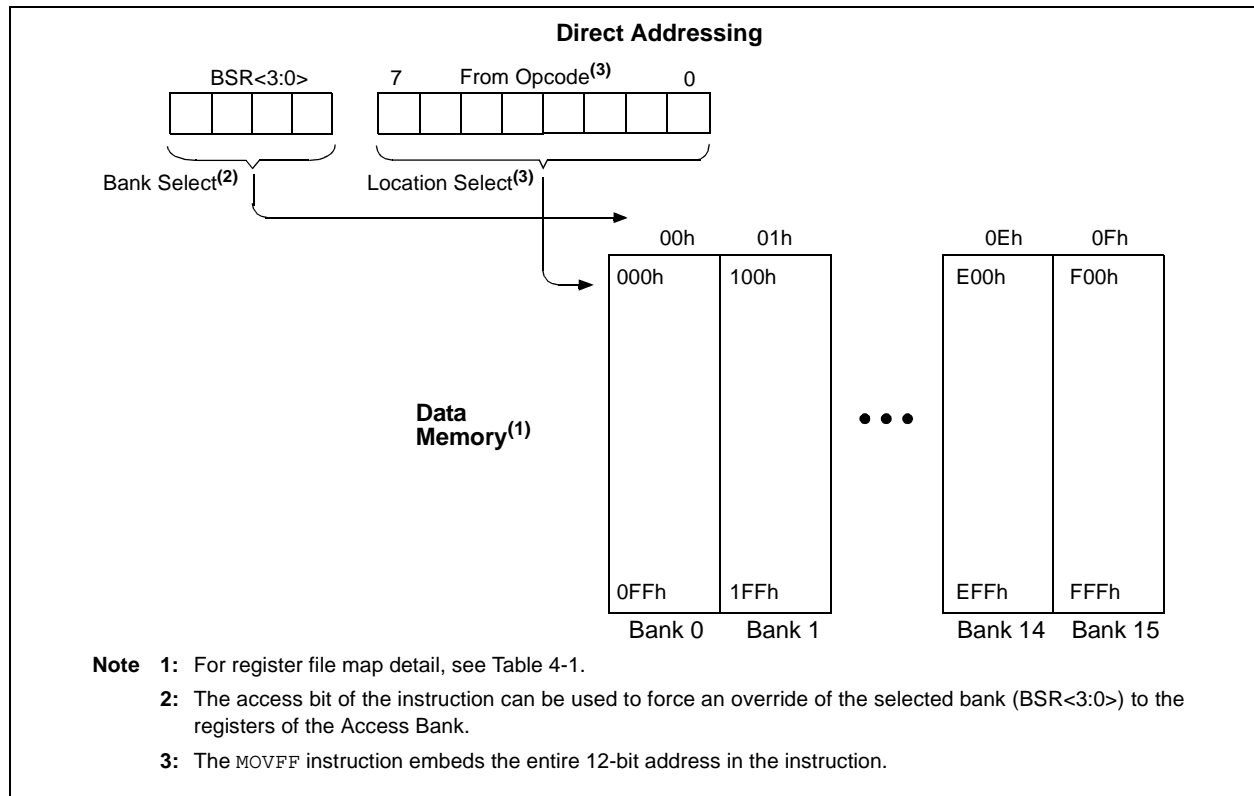 Direct Addressing
BSR<3:0> 7 From Opcode(3) 0
Bank Select(2) Location Select(3)
00h 01h 0Eh 0Fh
000h 100h E00h F00h
Data
Memory(1)
0FFh 1FFh EFFh FFFh
Bank 0 Bank 1 Bank 14 Bank 15
Note 1: For register file map detail, see Table 4-1.
2: The access bit of the instruction can be used to force an override of the selected bank (BSR<3:0>) to the
registers of the Access Bank.
3: The MOVFF instruction embeds the entire 12-bit address in the instruction.